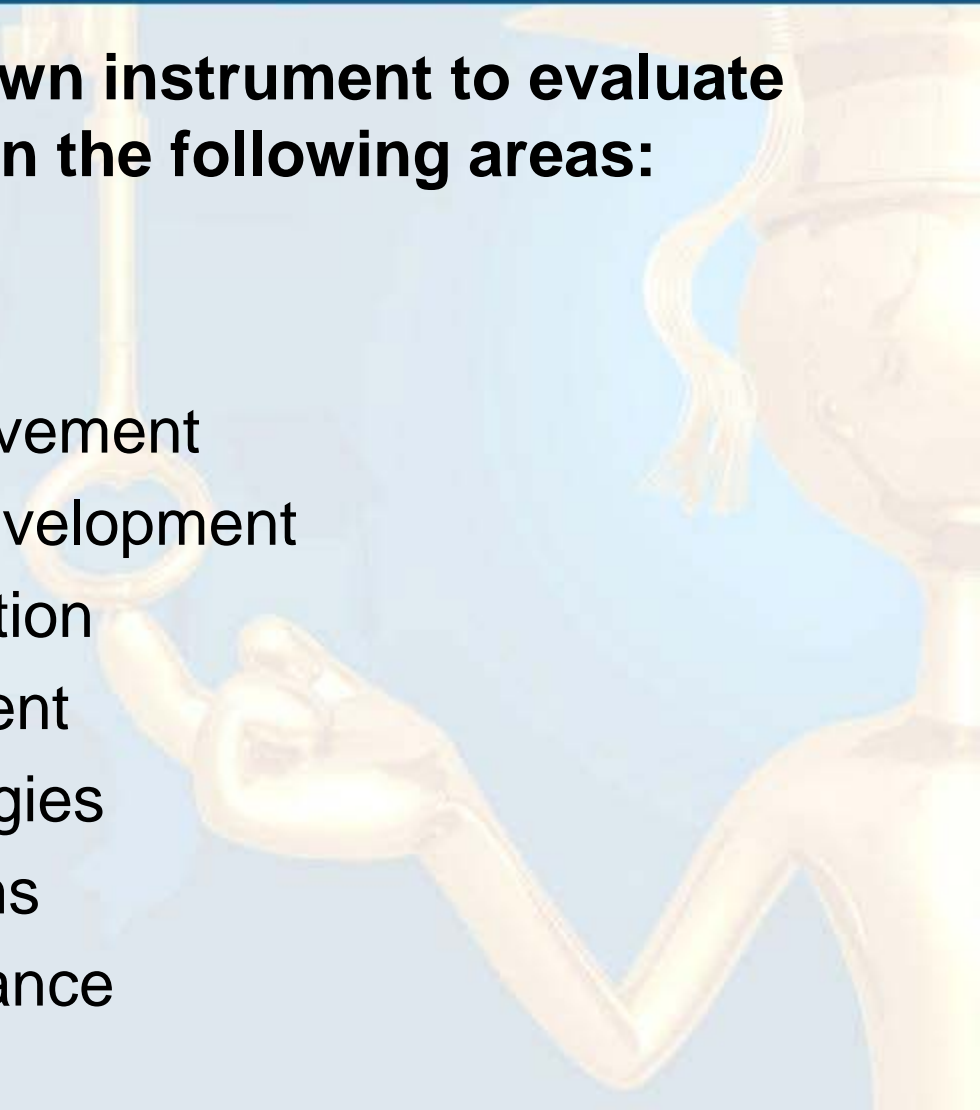 wn instrument to evaluate
n the following areas:
vement
velopment
tion
ent
gies
ns
ance